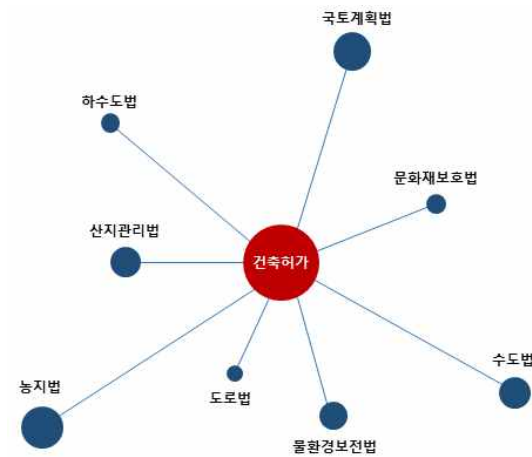 국토계획법
하수도법
문화재보호법
산지관리법
건축허가
수도법
농지법
도로법
물환경보전법